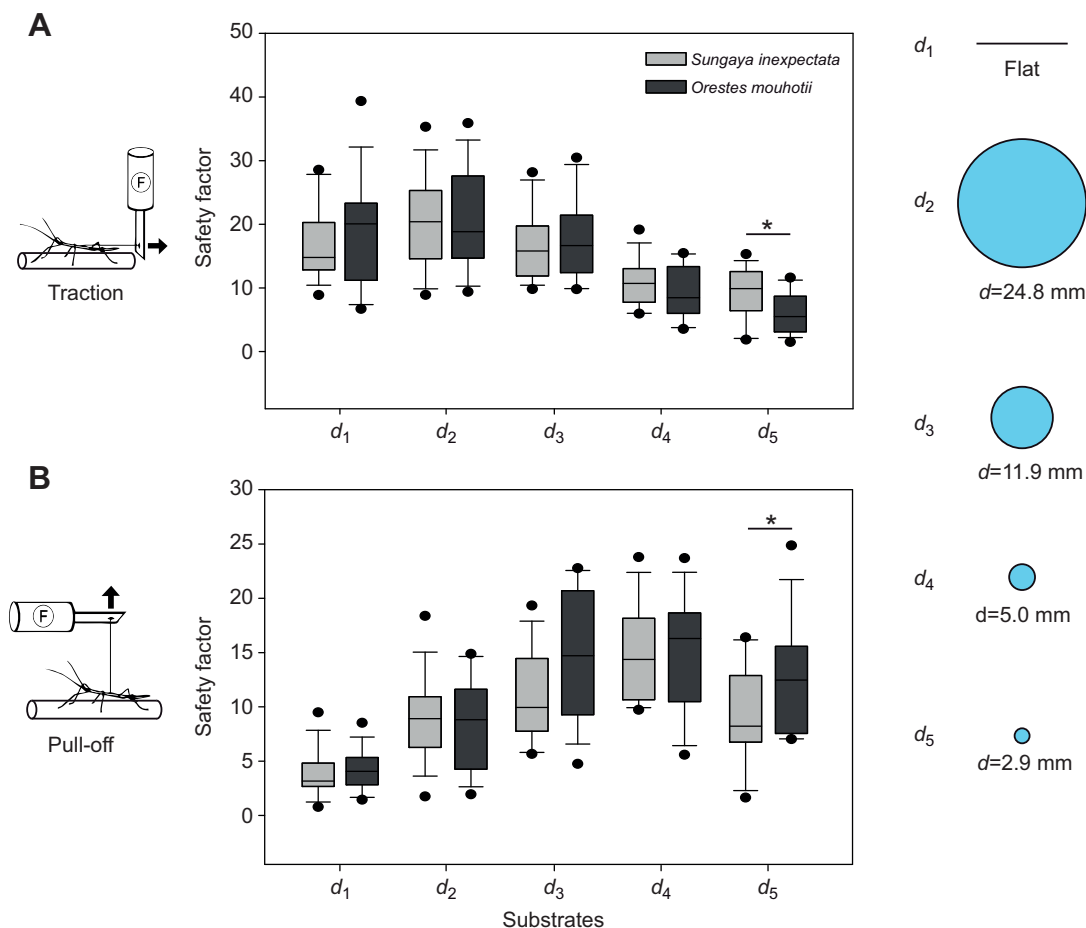 A
50
40
30
20
10
0
Safety factor
Sungaya inexpectata
Orestes mouhotii
*
F
Traction
d1
d2
d3
d4
d5
B
30
25
20
15
10
5
0
Safety factor
*
F
Pull-off
d1
d2
d3
d4
d5
Substrates
d1
Flat
d2
d=24.8 mm
d3
d=11.9 mm
d4
d=5.0 mm
d5
d=2.9 mm